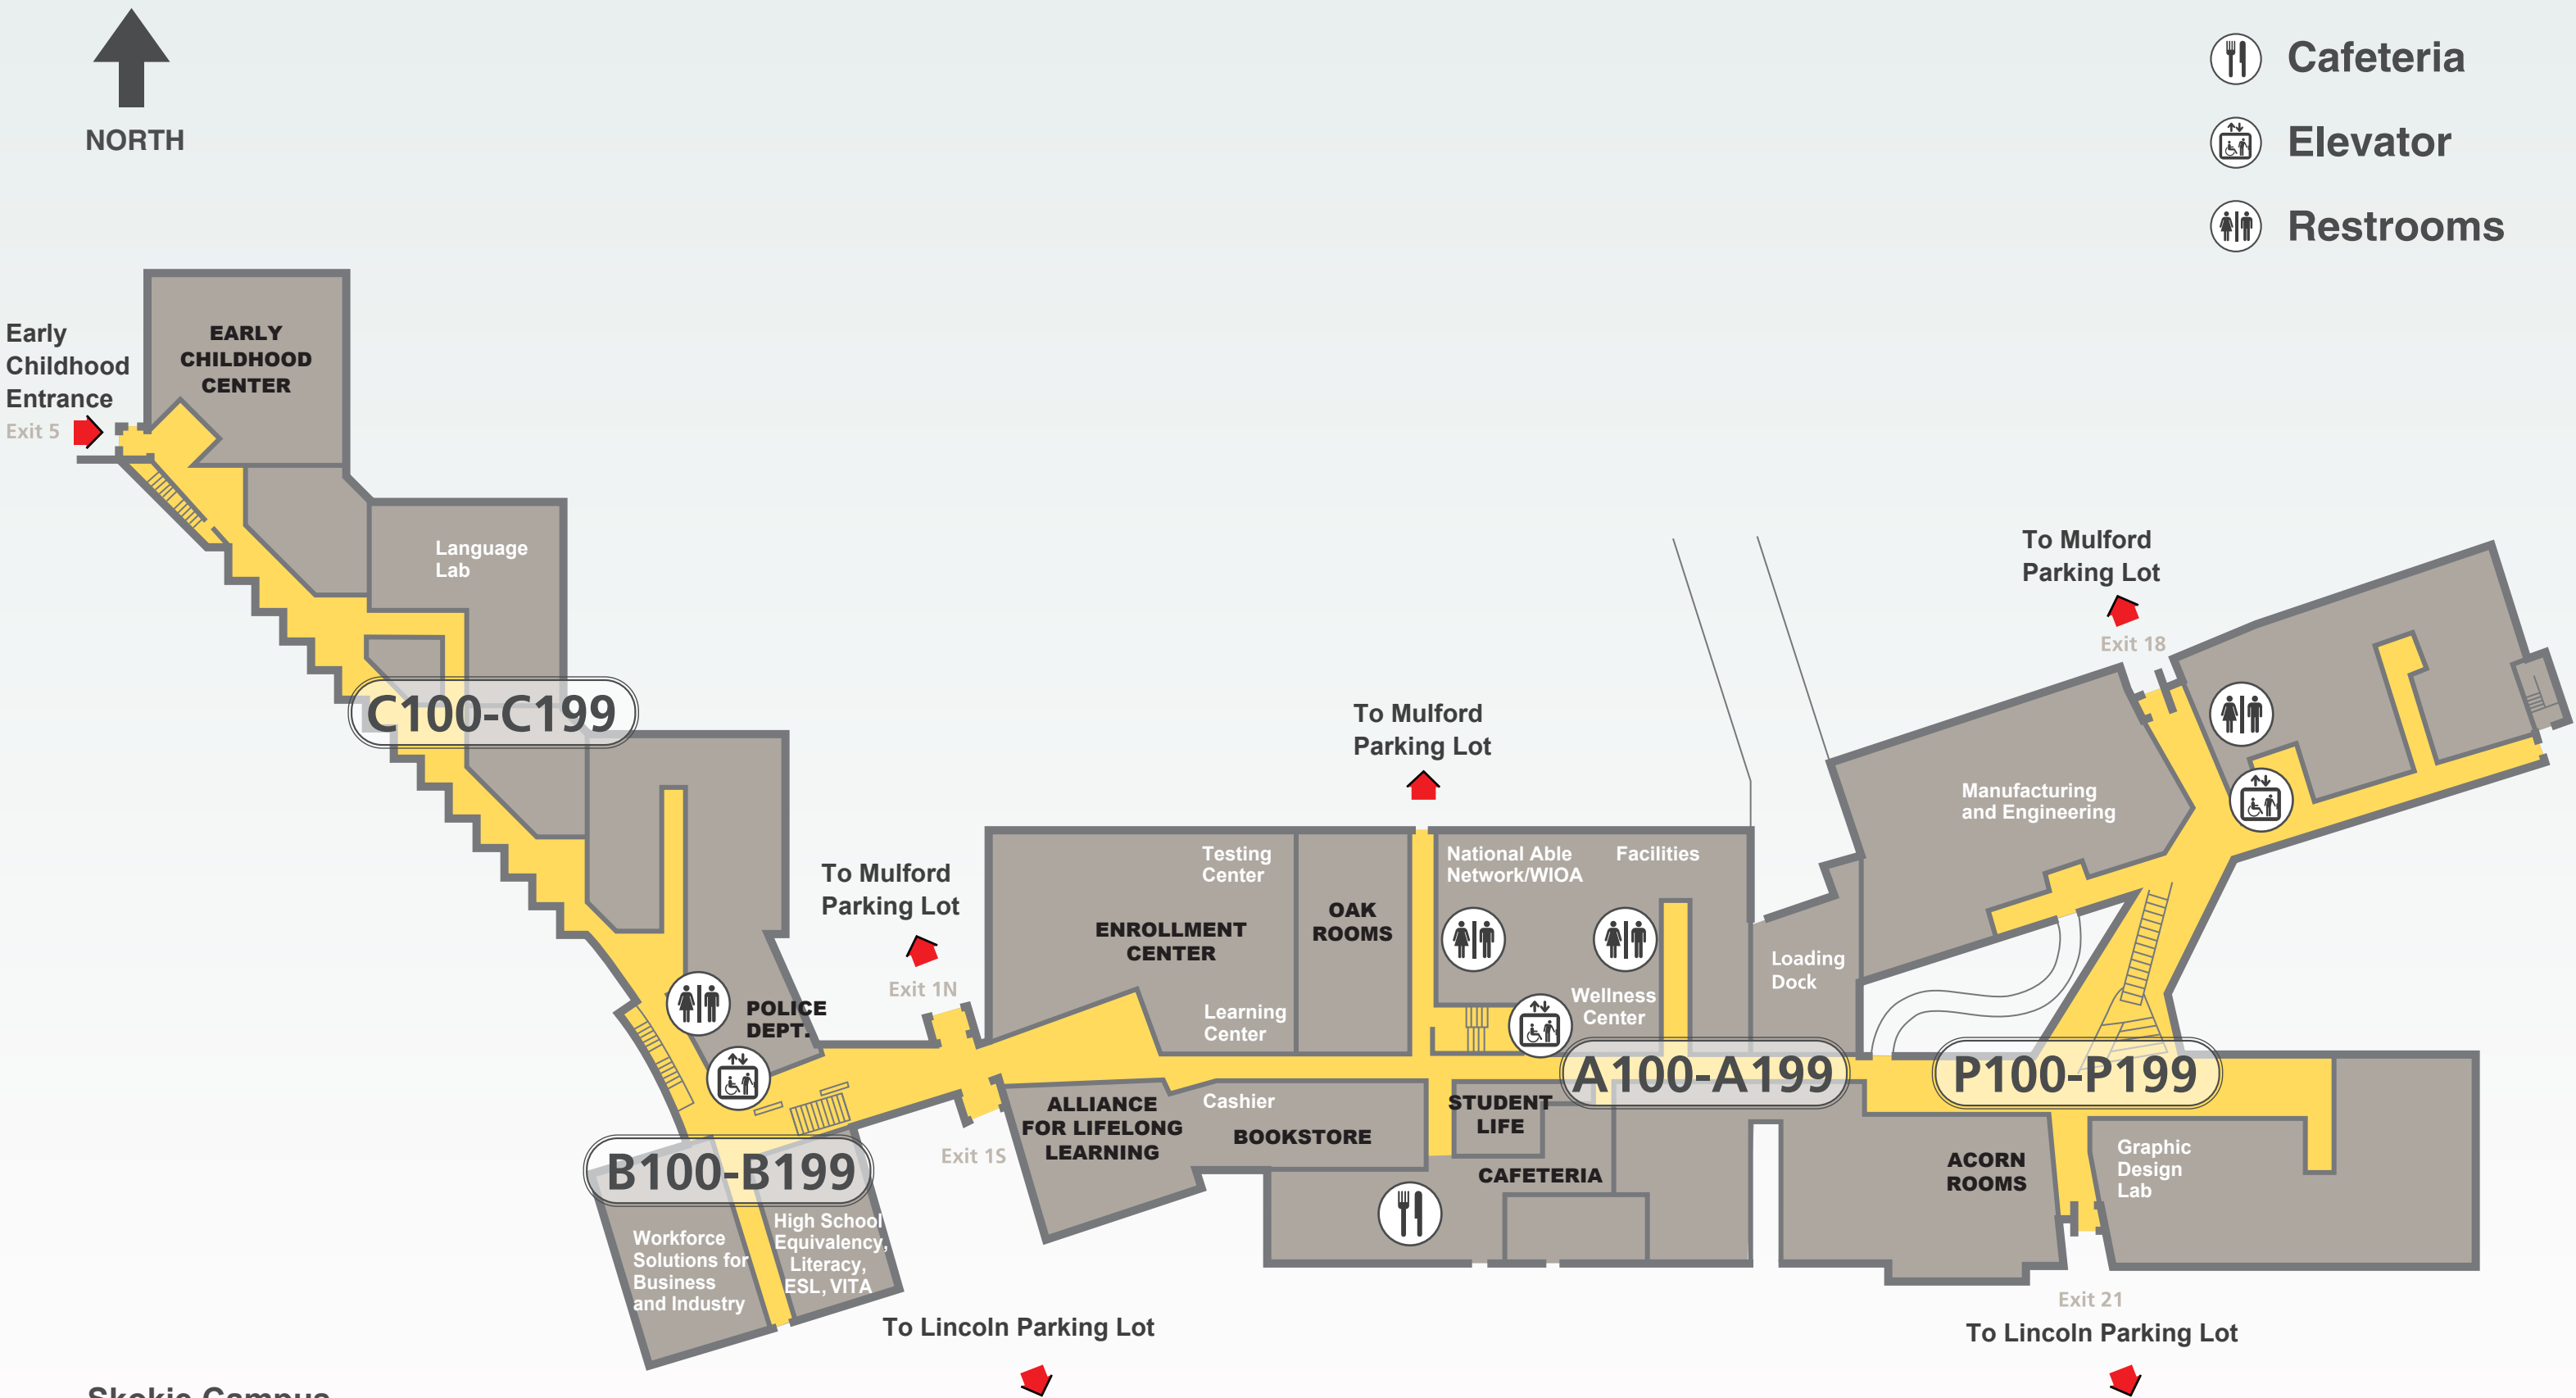 NORTH
Cafeteria
Elevator
Restrooms
Early
Childhood
Entrance
Exit 5
EARLY
CHILDHOOD
CENTER
Language
Lab
C100-C199
To Mulford
Parking Lot
Exit 1N
POLICE
DEPT.
B100-B199
Workforce
Solutions for
Business
and Industry
High School
Equivalency,
Literacy,
ESL, VITA
Exit 1S
To Lincoln Parking Lot
Testing
Center
ENROLLMENT
CENTER
Learning
Center
OAK
ROOMS
To Mulford
Parking Lot
National Able
Network/WIOA
Facilities
Wellness
Center
Loading
Dock
ALLIANCE
FOR LIFELONG
LEARNING
Cashier
BOOKSTORE
STUDENT
LIFE
CAFETERIA
A100-A199
To Mulford
Parking Lot
Exit 18
Manufacturing
and Engineering
P100-P199
ACORN
ROOMS
Graphic
Design
Lab
Exit 21
To Lincoln Parking Lot
Skokie Campus